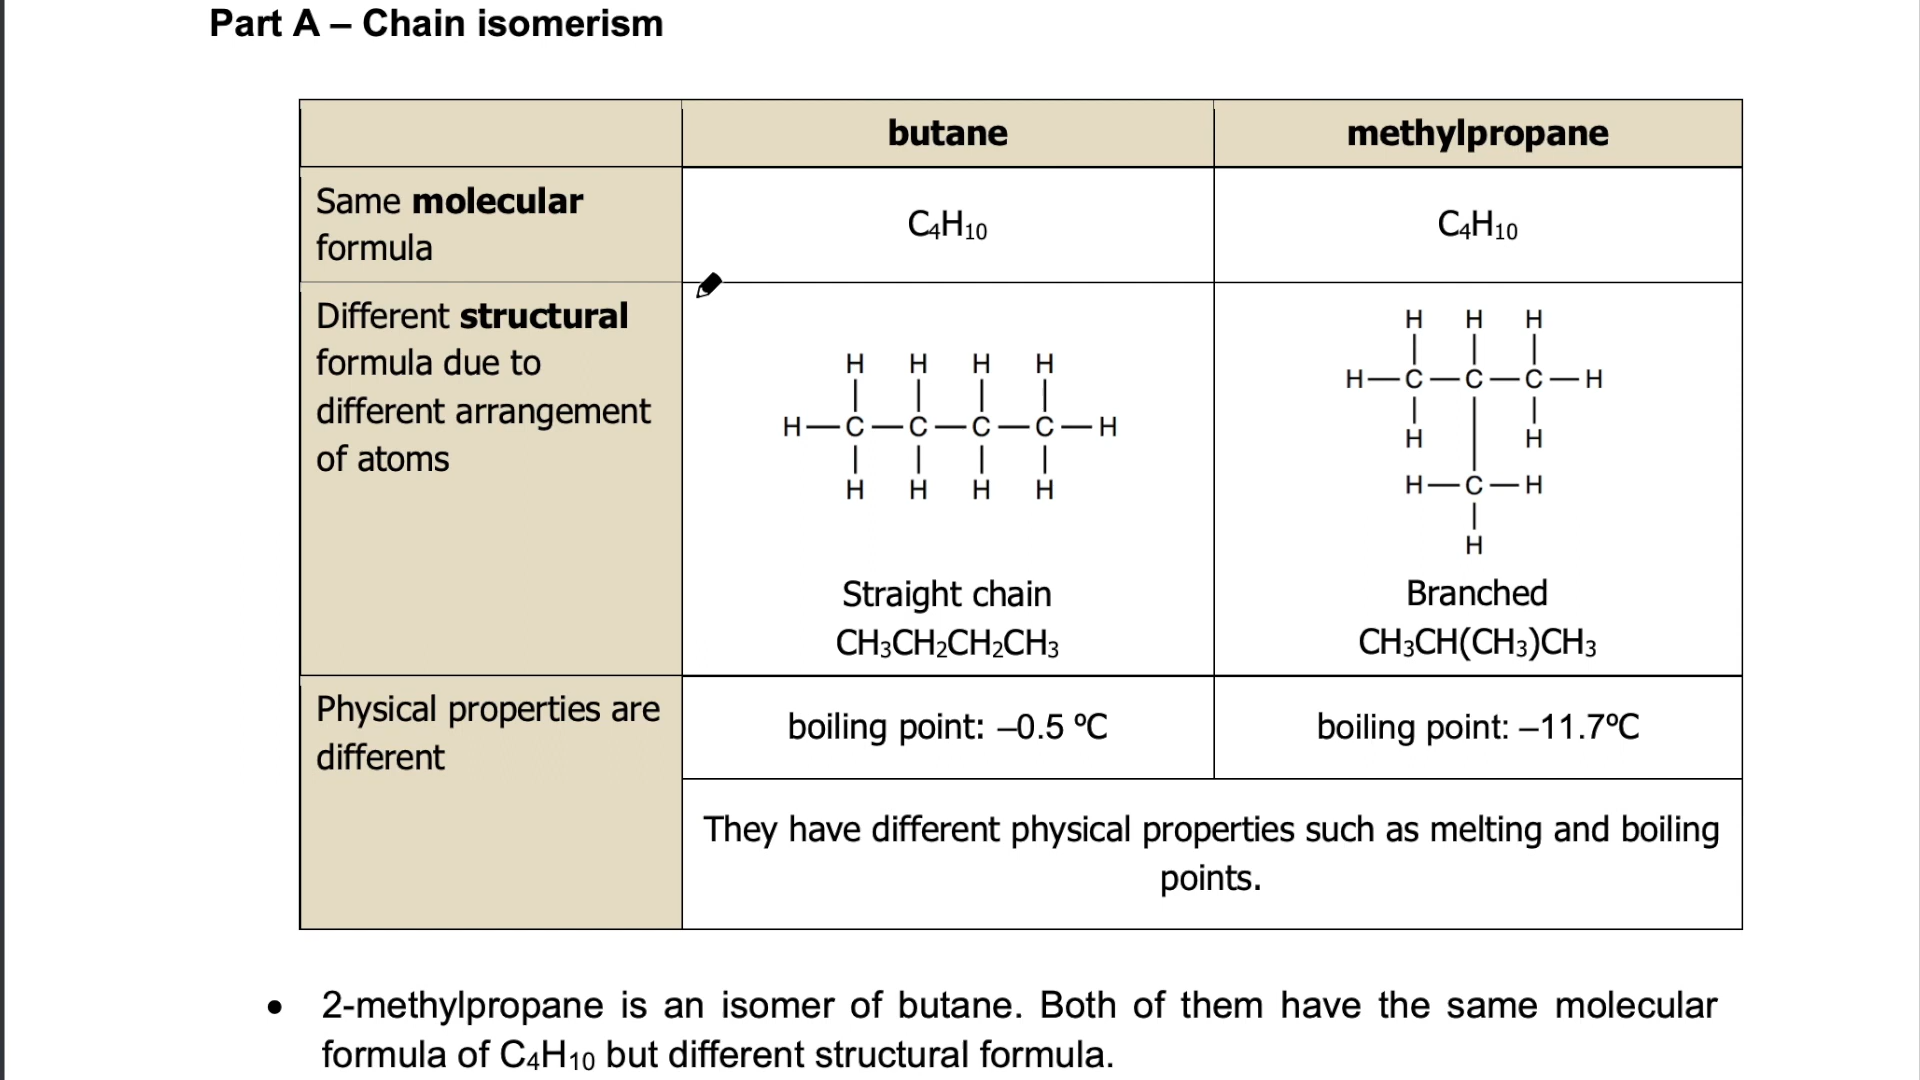 Part A – Chain isomerism
butane
methylpropane
Same molecular
formula
C₄H₁₀
C₄H₁₀
Different structural
formula due to
different arrangement
of atoms
H H H H
H—C—C—C—C—H
H H H H
Straight chain
CH₃CH₂CH₂CH₃
H H H
H—C—C—C—H
H H
H—C—H
H
Branched
CH₃CH(CH₃)CH₃
Physical properties are
different
boiling point: –0.5 ºC
boiling point: –11.7ºC
They have different physical properties such as melting and boiling
points.
• 2-methylpropane is an isomer of butane. Both of them have the same molecular
formula of C₄H₁₀ but different structural formula.